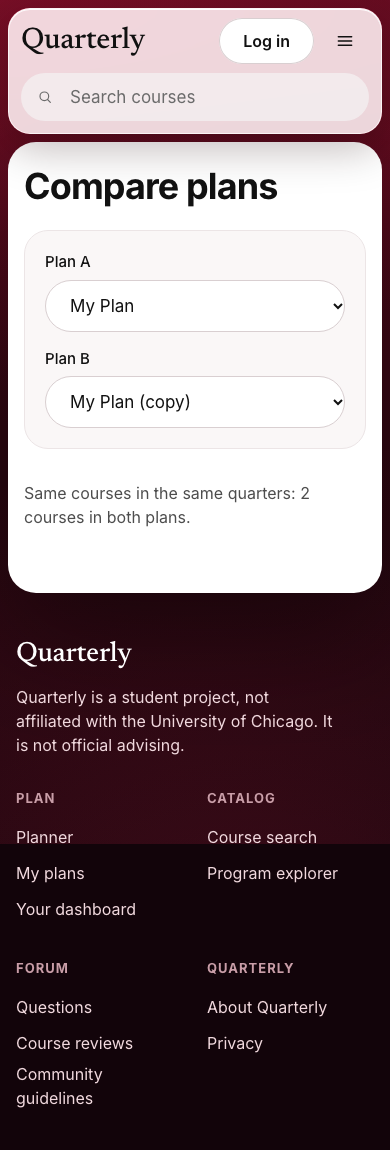 Quarterly
Log in
Search courses
Compare plans
Plan A
My Plan
Plan B
My Plan (copy)
Same courses in the same quarters: 2
courses in both plans.
Quarterly
Quarterly is a student project, not
affiliated with the University of Chicago. It
is not official advising.
PLAN
Planner
My plans
Your dashboard
CATALOG
Course search
Program explorer
FORUM
Questions
Course reviews
Community
guidelines
QUARTERLY
About Quarterly
Privacy